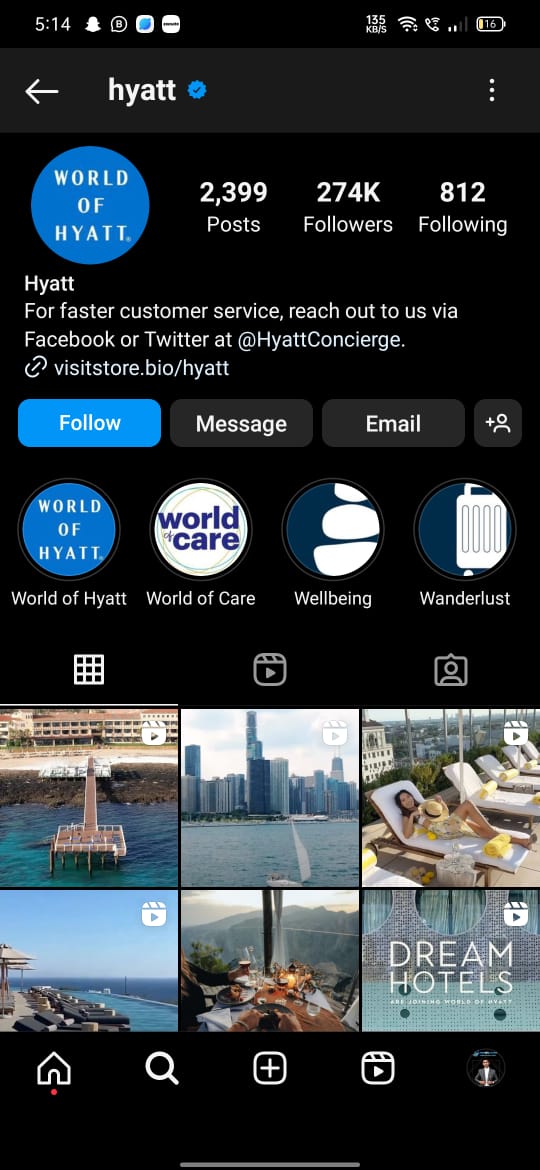 5:14
135
KB/S
16
hyatt
WORLD
OF
HYATT®
2,399
Posts
274K
Followers
812
Following
Hyatt
For faster customer service, reach out to us via
Facebook or Twitter at @HyattConcierge.
visitstore.bio/hyatt
Follow
Message
Email
WORLD
OF
HYATT
world
of care
World of Hyatt
World of Care
Wellbeing
Wanderlust
DREAM
HOTELS
ARE JOINING WORLD OF HYATT